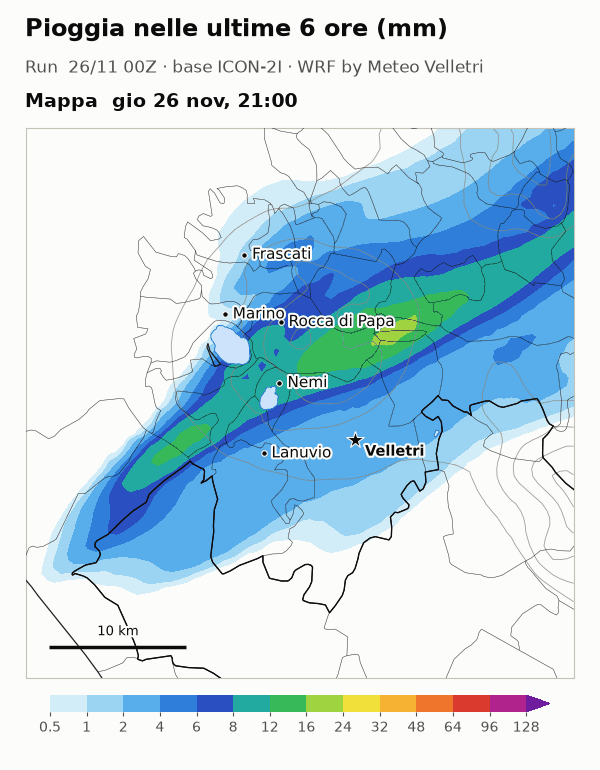 Pioggia nelle ultime 6 ore (mm)
Run  26/11 00Z · base ICON-2I · WRF by Meteo Velletri
Mappa  gio 26 nov, 21:00
Frascati
Marino
Rocca di Papa
Nemi
Velletri
Lanuvio
10 km
0.5 1 2 4 6 8 12 16 24 32 48 64 96 128